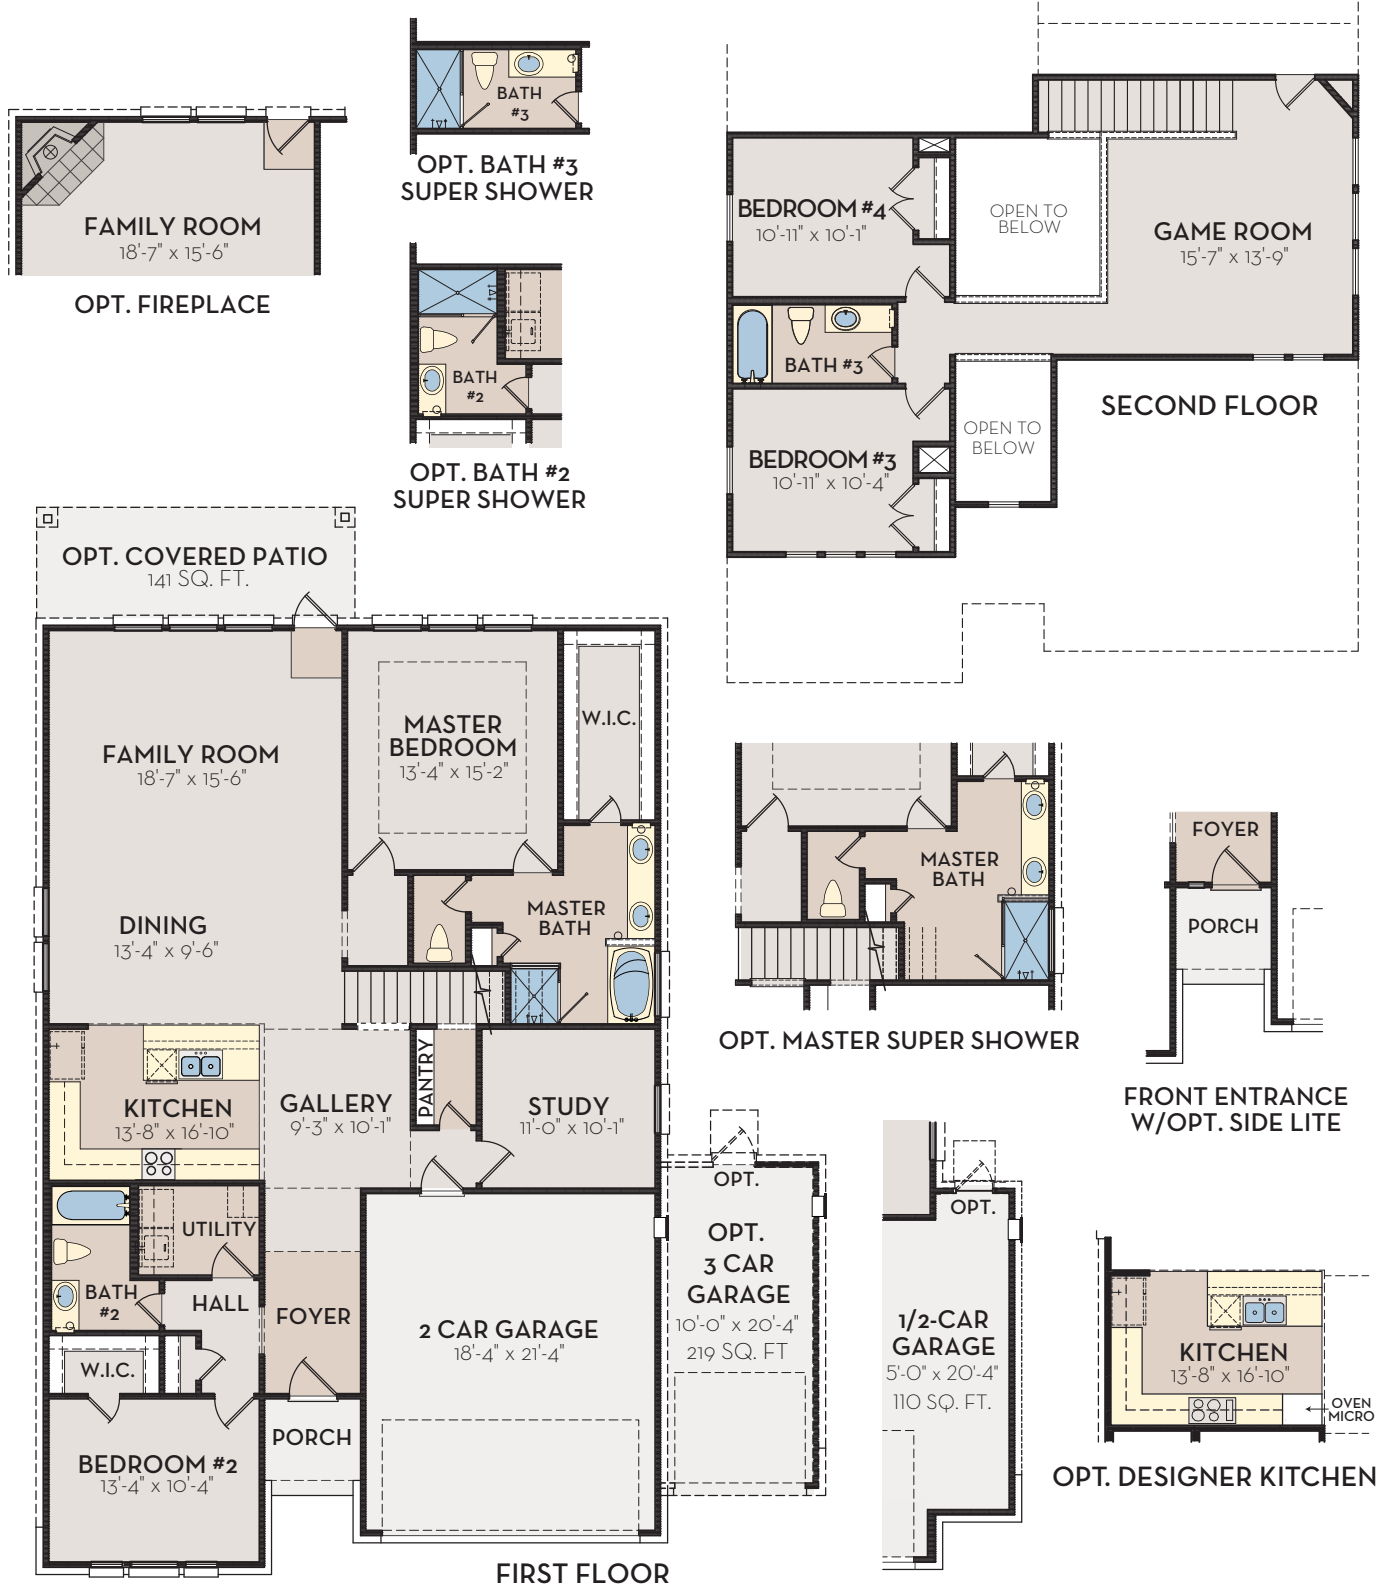 BATH
#3
OPT. BATH #3
SUPER SHOWER
FAMILY ROOM
18'-7" x 15'-6"
OPT. FIREPLACE
BATH
#2
OPT. BATH #2
SUPER SHOWER
BEDROOM #4
10'-11" x 10'-1"
OPEN TO
BELOW
GAME ROOM
15'-7" x 13'-9"
BATH #3
BEDROOM #3
10'-11" x 10'-4"
OPEN TO
BELOW
SECOND FLOOR
OPT. COVERED PATIO
141 SQ. FT.
FAMILY ROOM
18'-7" x 15'-6"
MASTER
BEDROOM
13'-4" x 15'-2"
W.I.C.
DINING
13'-4" x 9'-6"
MASTER
BATH
KITCHEN
13'-8" x 16'-10"
GALLERY
9'-3" x 10'-1"
PANTRY
STUDY
11'-0" x 10'-1"
UTILITY
BATH
#2
HALL
FOYER
W.I.C.
BEDROOM #2
13'-4" x 10'-4"
PORCH
2 CAR GARAGE
18'-4" x 21'-4"
OPT.
OPT.
3 CAR
GARAGE
10'-0" x 20'-4"
219 SQ. FT
FIRST FLOOR
MASTER
BATH
OPT. MASTER SUPER SHOWER
FOYER
PORCH
FRONT ENTRANCE
W/OPT. SIDE LITE
OPT.
1/2-CAR
GARAGE
5'-0" x 20'-4"
110 SQ. FT.
KITCHEN
13'-8" x 16'-10"
OVEN
MICRO
OPT. DESIGNER KITCHEN